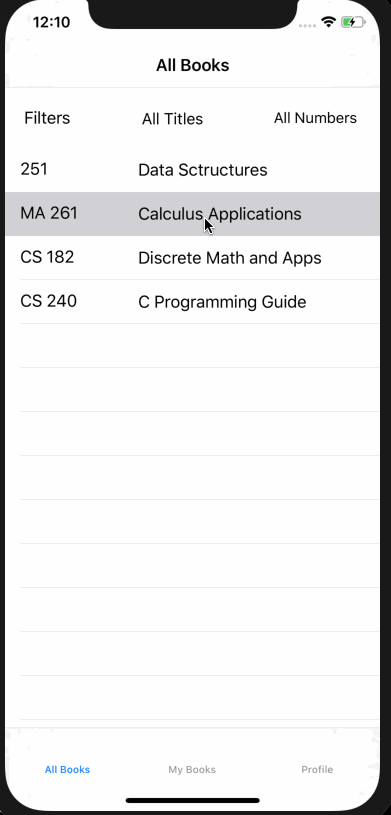 12:10
All Books
Filters All Titles All Numbers
251 Data Sctructures
MA 261 Calculus Applications
CS 182 Discrete Math and Apps
CS 240 C Programming Guide
All Books My Books Profile